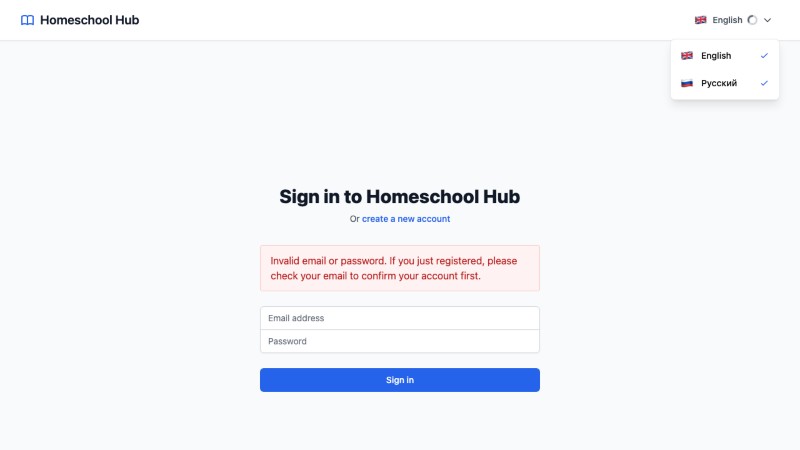 Homeschool Hub
English
English
Русский
Sign in to Homeschool Hub
Or create a new account
Invalid email or password. If you just registered, please
check your email to confirm your account first.
Email address
Password
Sign in